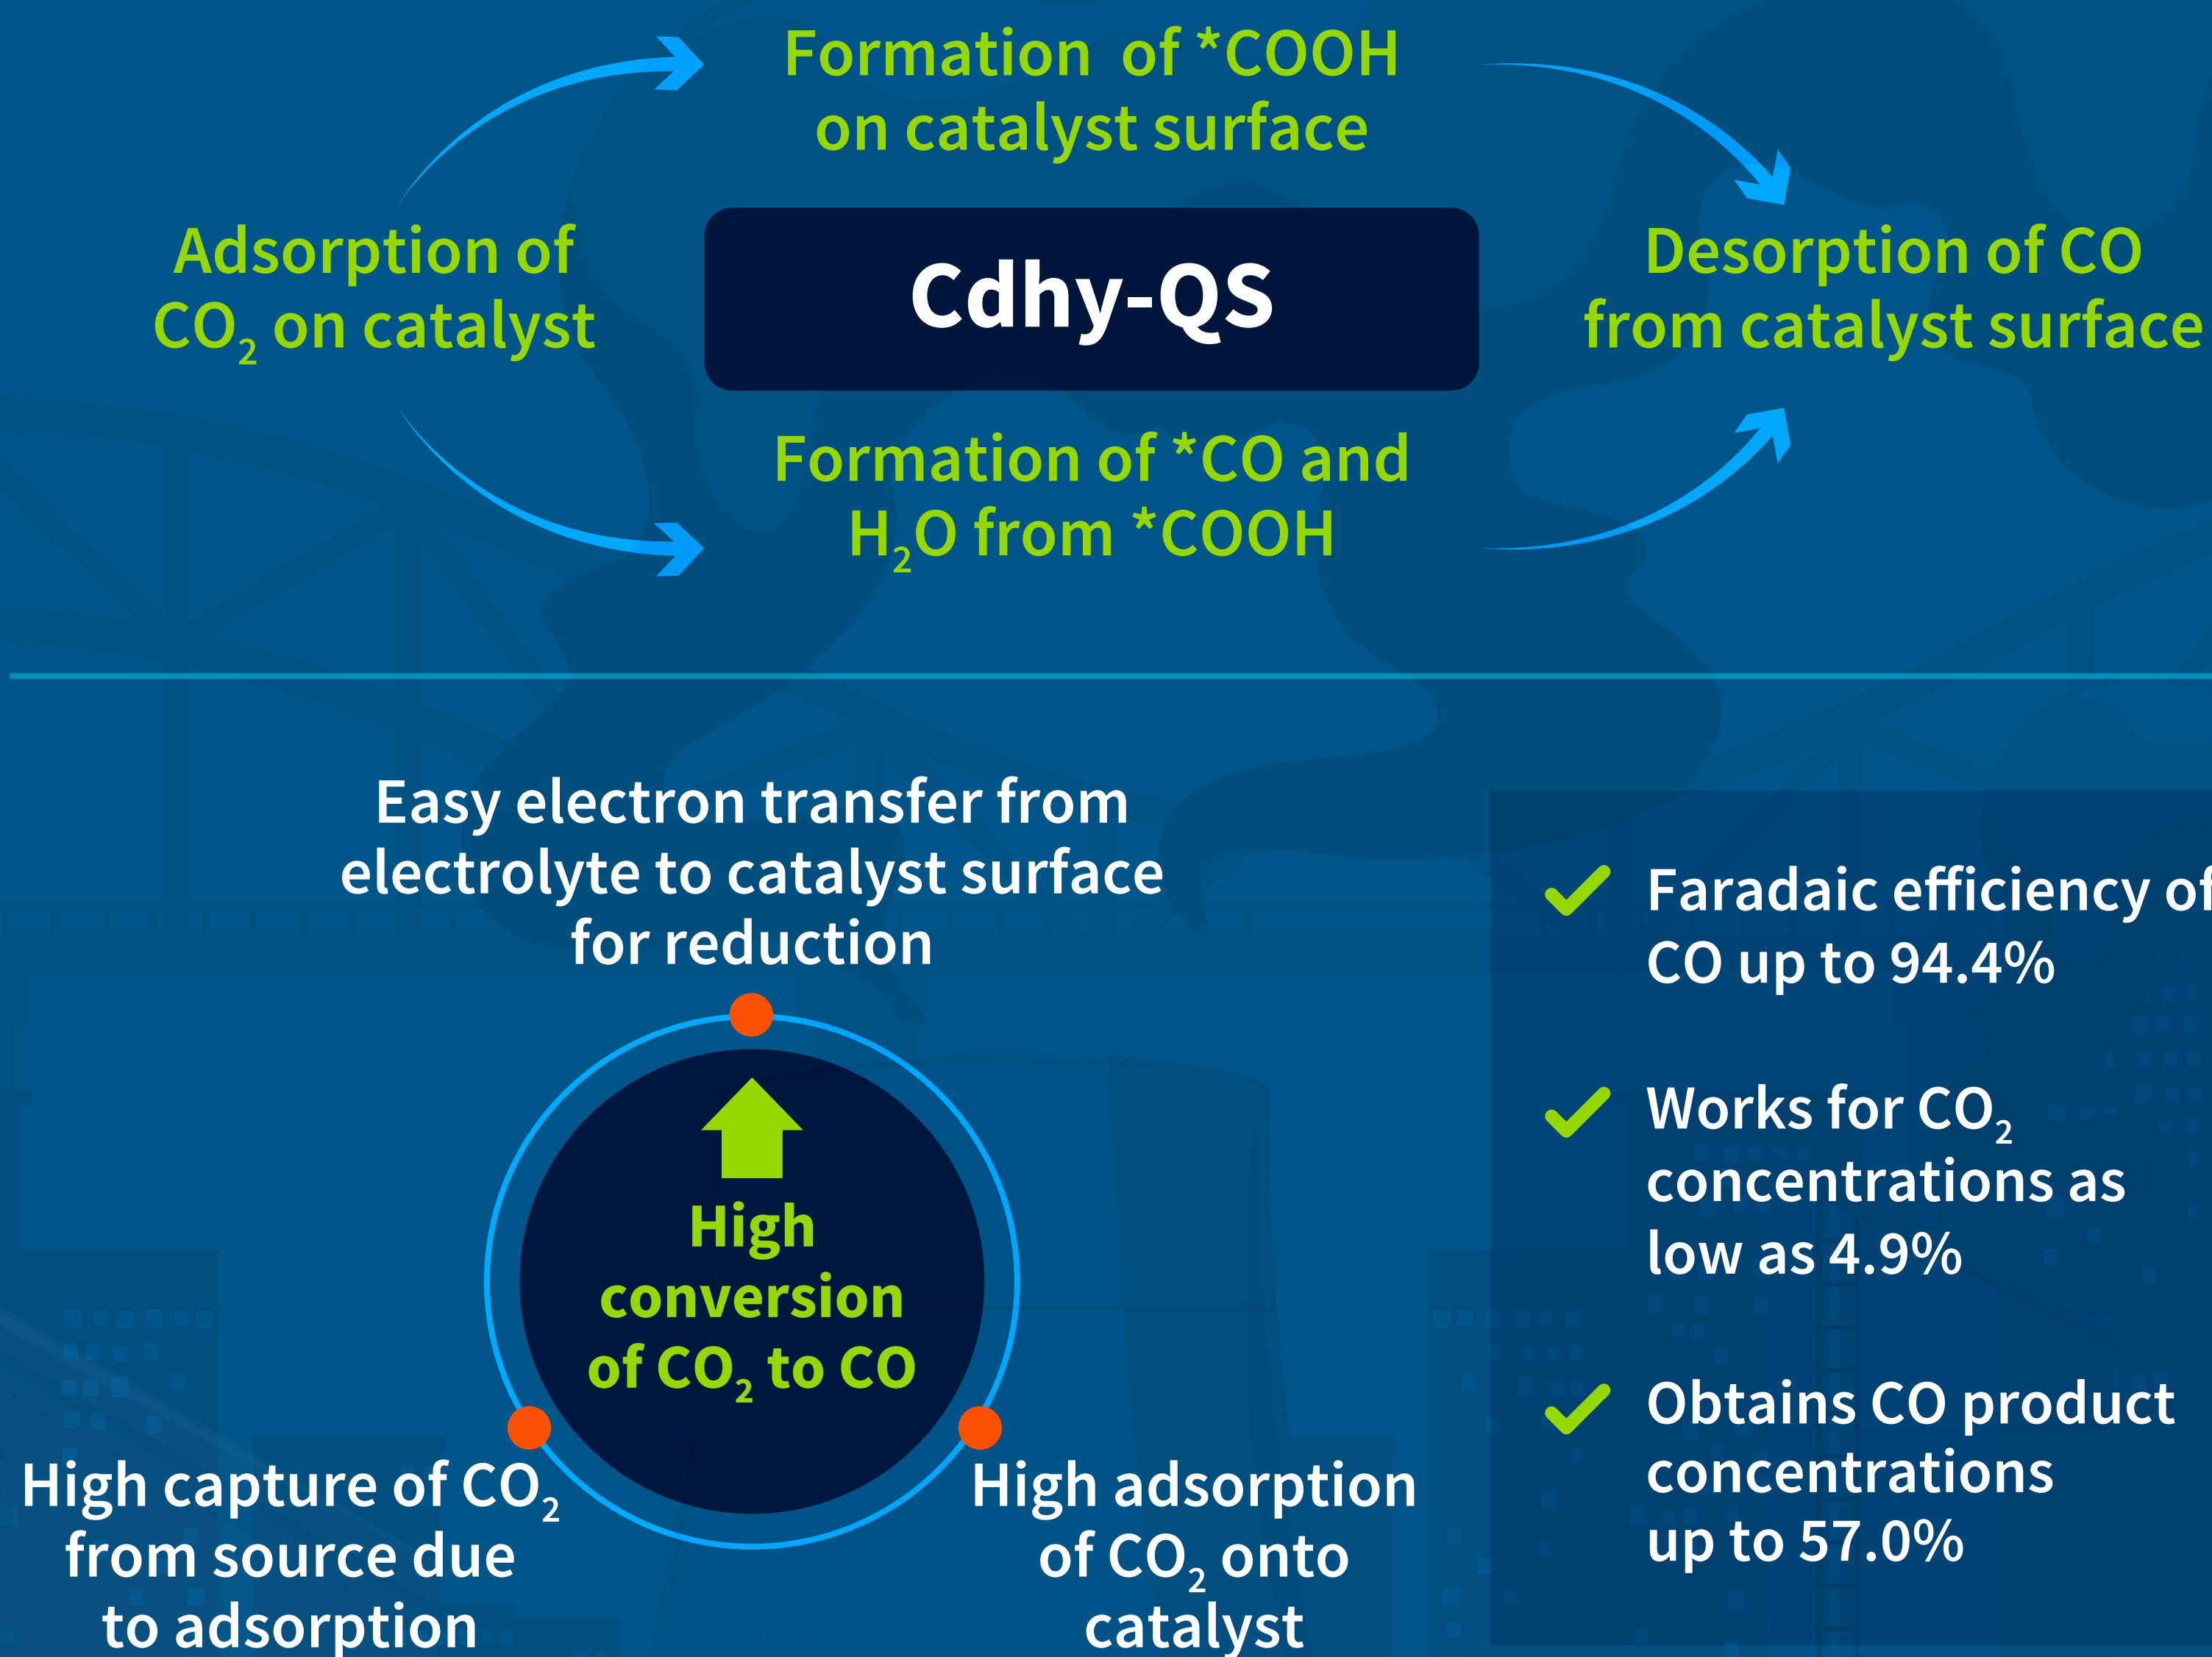 Formation of *COOH
on catalyst surface
Adsorption of
CO₂ on catalyst
Cdhy-QS
Desorption of CO
from catalyst surface
Formation of *CO and
H₂O from *COOH
Easy electron transfer from
electrolyte to catalyst surface
for reduction
High
conversion
of CO₂ to CO
High capture of CO₂
from source due
to adsorption
High adsorption
of CO₂ onto
catalyst
Faradaic efficiency of
CO up to 94.4%
Works for CO₂
concentrations as
low as 4.9%
Obtains CO product
concentrations
up to 57.0%